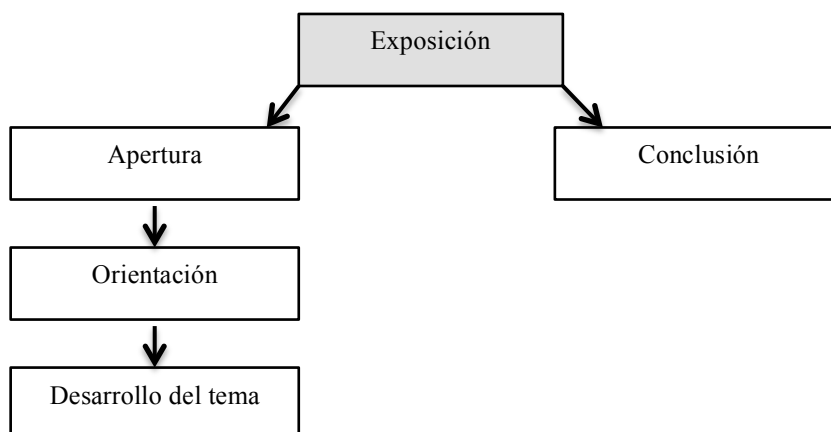 Exposición
Apertura
Conclusión
Orientación
Desarrollo del tema